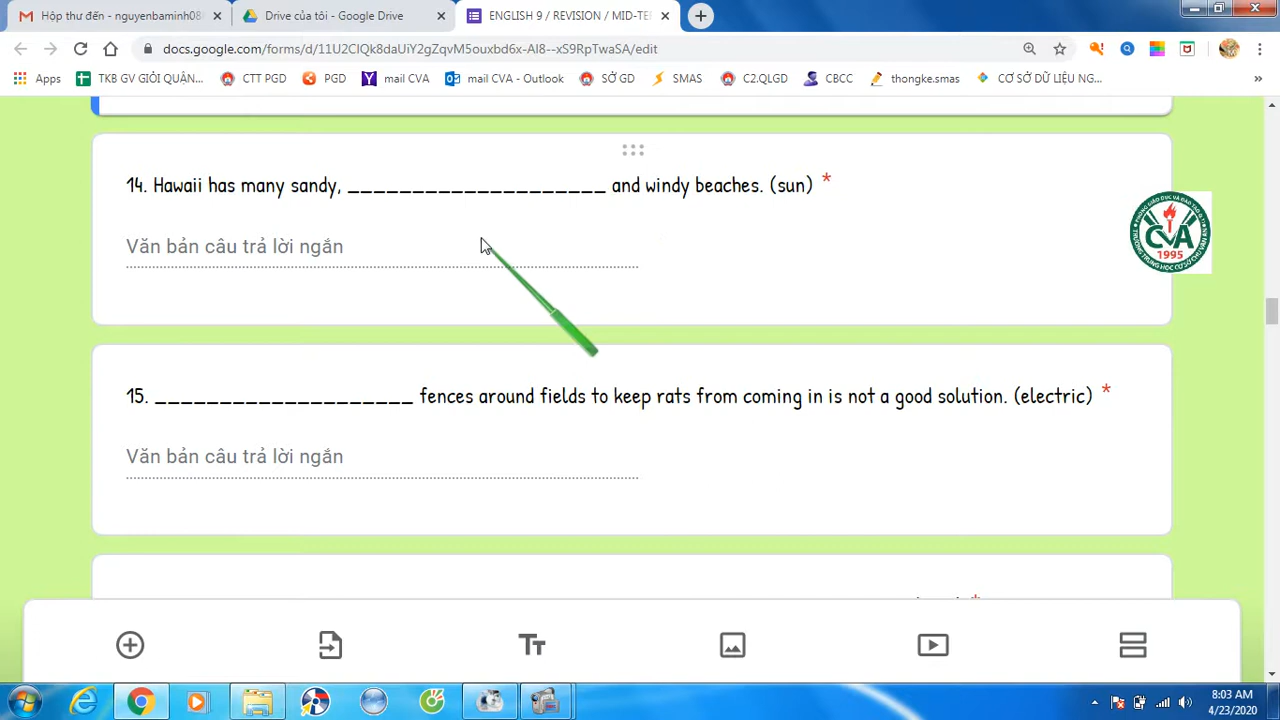 Hộp thư đến - nguyenbaminh08
Drive của tôi - Google Drive
ENGLISH 9 / REVISION / MID-TE
docs.google.com/forms/d/11U2ClQk8daUiY2gZqvM5otXbd6x-AI8--xS9RpTwaSA/edit
Apps
TKB GV GIỎI QUÂN...
CTT PGD
PGD
mail CVA
mail CVA - Outlook
SỞ GD
SMAS
C2.QLGD
CBCC
thongke.smas
CƠ SỞ DỮ LIỆU NG...
»
14. Hawaii has many sandy, ____________________ and windy beaches. (sun) *
Văn bản câu trả lời ngắn
CVA
1995
15. ____________________ fences around fields to keep rats from coming in is not a good solution. (electric) *
Văn bản câu trả lời ngắn
Tт
8:03 AM
4/23/2020